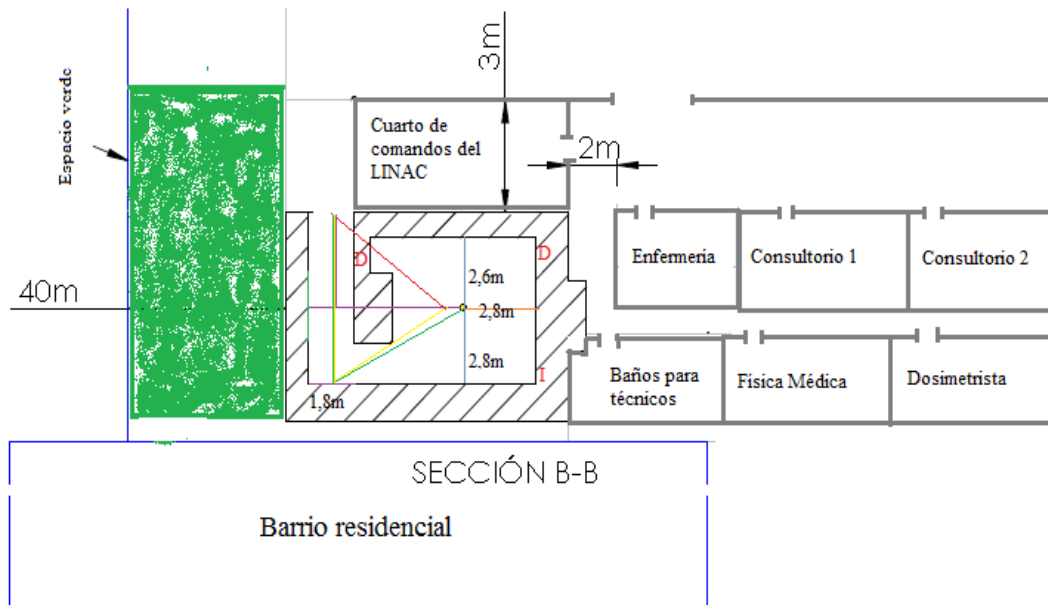 3m
Espacio verde
Cuarto de
comandos del
LINAC
2m
D
D
Enfermeria
Consultorio 1
Consultorio 2
2,6m
40m
2,8m
2,8m
I
1,8m
Baños para
técnicos
Fisica Médica
Dosimetrista
SECCIÓN B-B
Barrio residencial